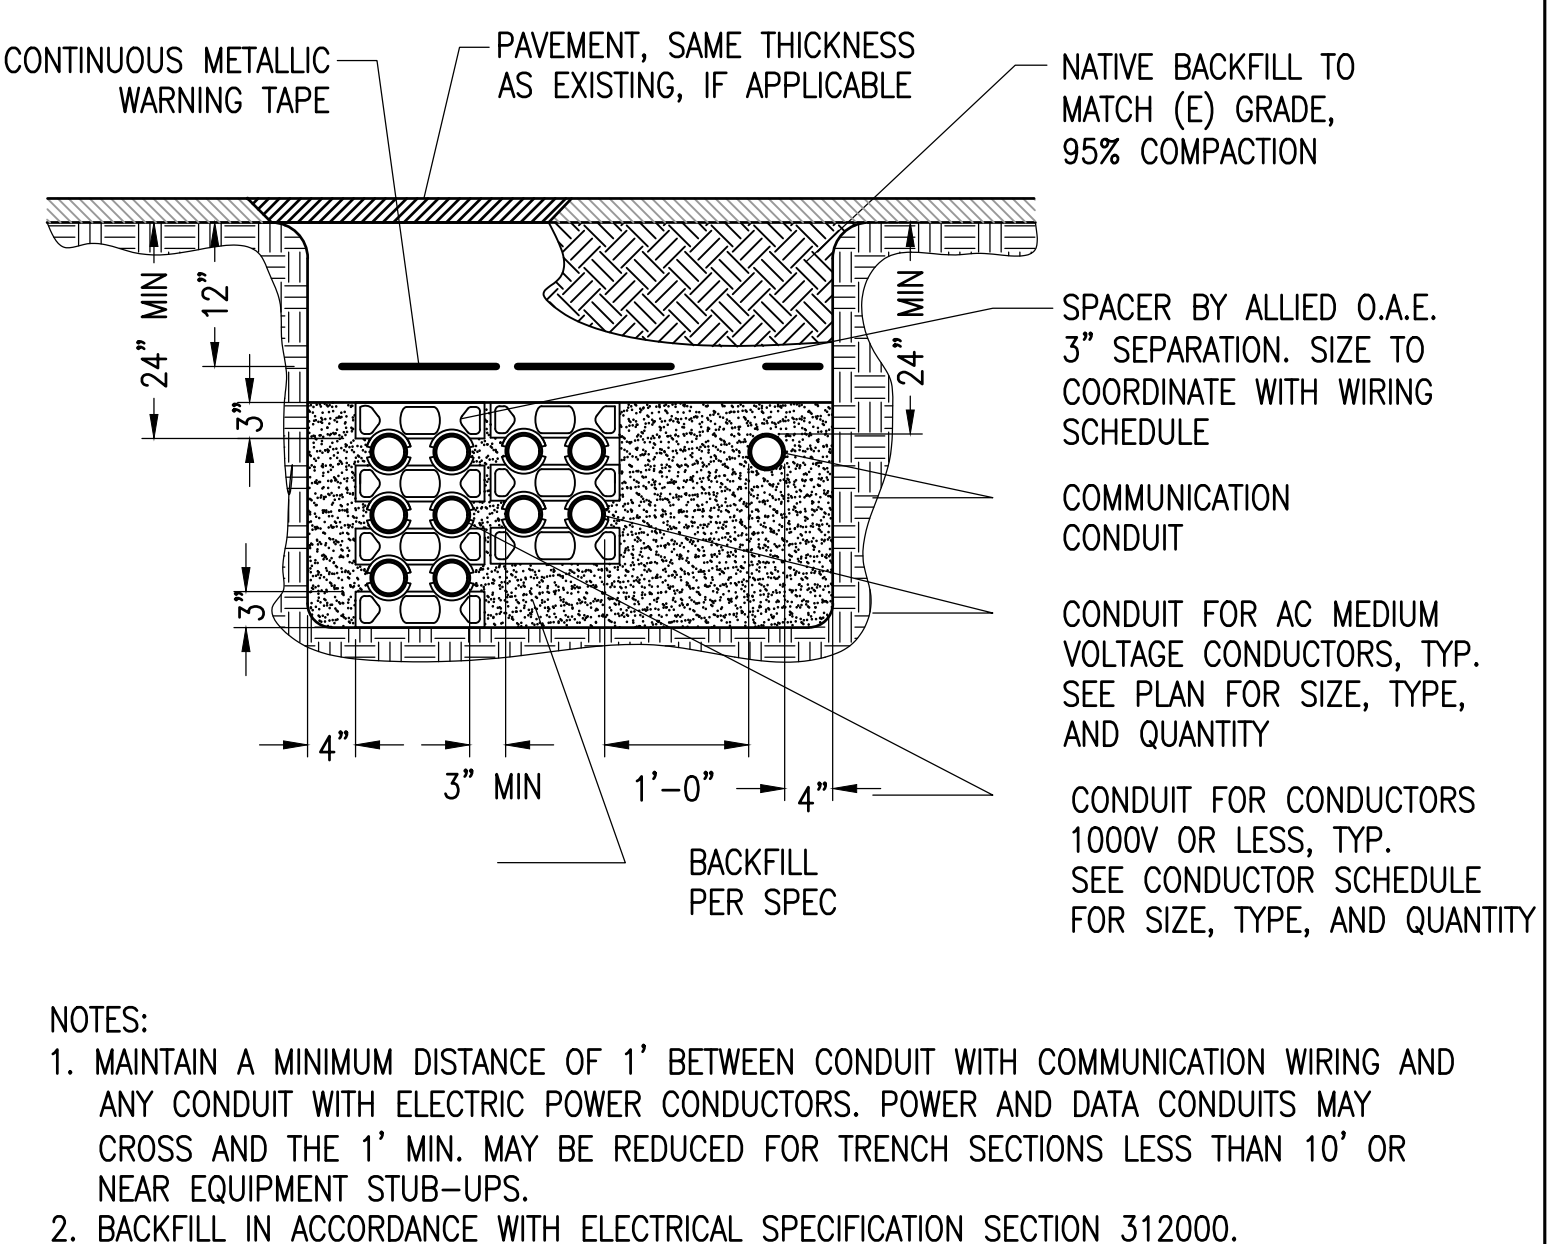 CONTINUOUS METALLIC
WARNING TAPE
PAVEMENT, SAME THICKNESS
AS EXISTING, IF APPLICABLE
NATIVE BACKFILL TO
MATCH (E) GRADE,
95% COMPACTION
24" MIN
12"
24" MIN
3"
3"
SPACER BY ALLIED O.A.E.
3" SEPARATION. SIZE TO
COORDINATE WITH WIRING
SCHEDULE
COMMUNICATION
CONDUIT
CONDUIT FOR AC MEDIUM
VOLTAGE CONDUCTORS, TYP.
SEE PLAN FOR SIZE, TYPE,
AND QUANTITY
4"
3" MIN
1'-0"
4"
CONDUIT FOR CONDUCTORS
1000V OR LESS, TYP.
SEE CONDUCTOR SCHEDULE
FOR SIZE, TYPE, AND QUANTITY
BACKFILL
PER SPEC
NOTES:
1. MAINTAIN A MINIMUM DISTANCE OF 1' BETWEEN CONDUIT WITH COMMUNICATION WIRING AND
ANY CONDUIT WITH ELECTRIC POWER CONDUCTORS. POWER AND DATA CONDUITS MAY
CROSS AND THE 1' MIN. MAY BE REDUCED FOR TRENCH SECTIONS LESS THAN 10' OR
NEAR EQUIPMENT STUB-UPS.
2. BACKFILL IN ACCORDANCE WITH ELECTRICAL SPECIFICATION SECTION 312000.